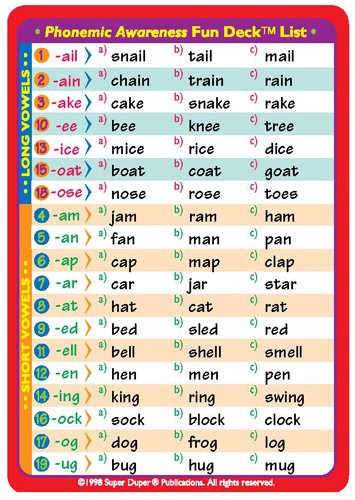 • Phonemic Awareness Fun Deck™ List •
•• LONG VOWELS ••
1 -ail a) snail b) tail c) mail
2 -ain a) chain b) train c) rain
3 -ake a) cake b) snake c) rake
10 -ee a) bee b) knee c) tree
13 -ice a) mice b) rice c) dice
15 -oat a) boat b) coat c) goat
18 -ose a) nose b) rose c) toes
•• SHORT VOWELS ••
4 -am a) jam b) ram c) ham
5 -an a) fan b) man c) pan
6 -ap a) cap b) map c) clap
7 -ar a) car b) jar c) star
8 -at a) hat b) cat c) rat
9 -ed a) bed b) sled c) red
11 -ell a) bell b) shell c) smell
12 -en a) hen b) men c) pen
14 -ing a) king b) ring c) swing
16 -ock a) sock b) block c) clock
17 -og a) dog b) frog c) log
19 -ug a) bug b) hug c) mug
©1998 Super Duper® Publications. All rights reserved.